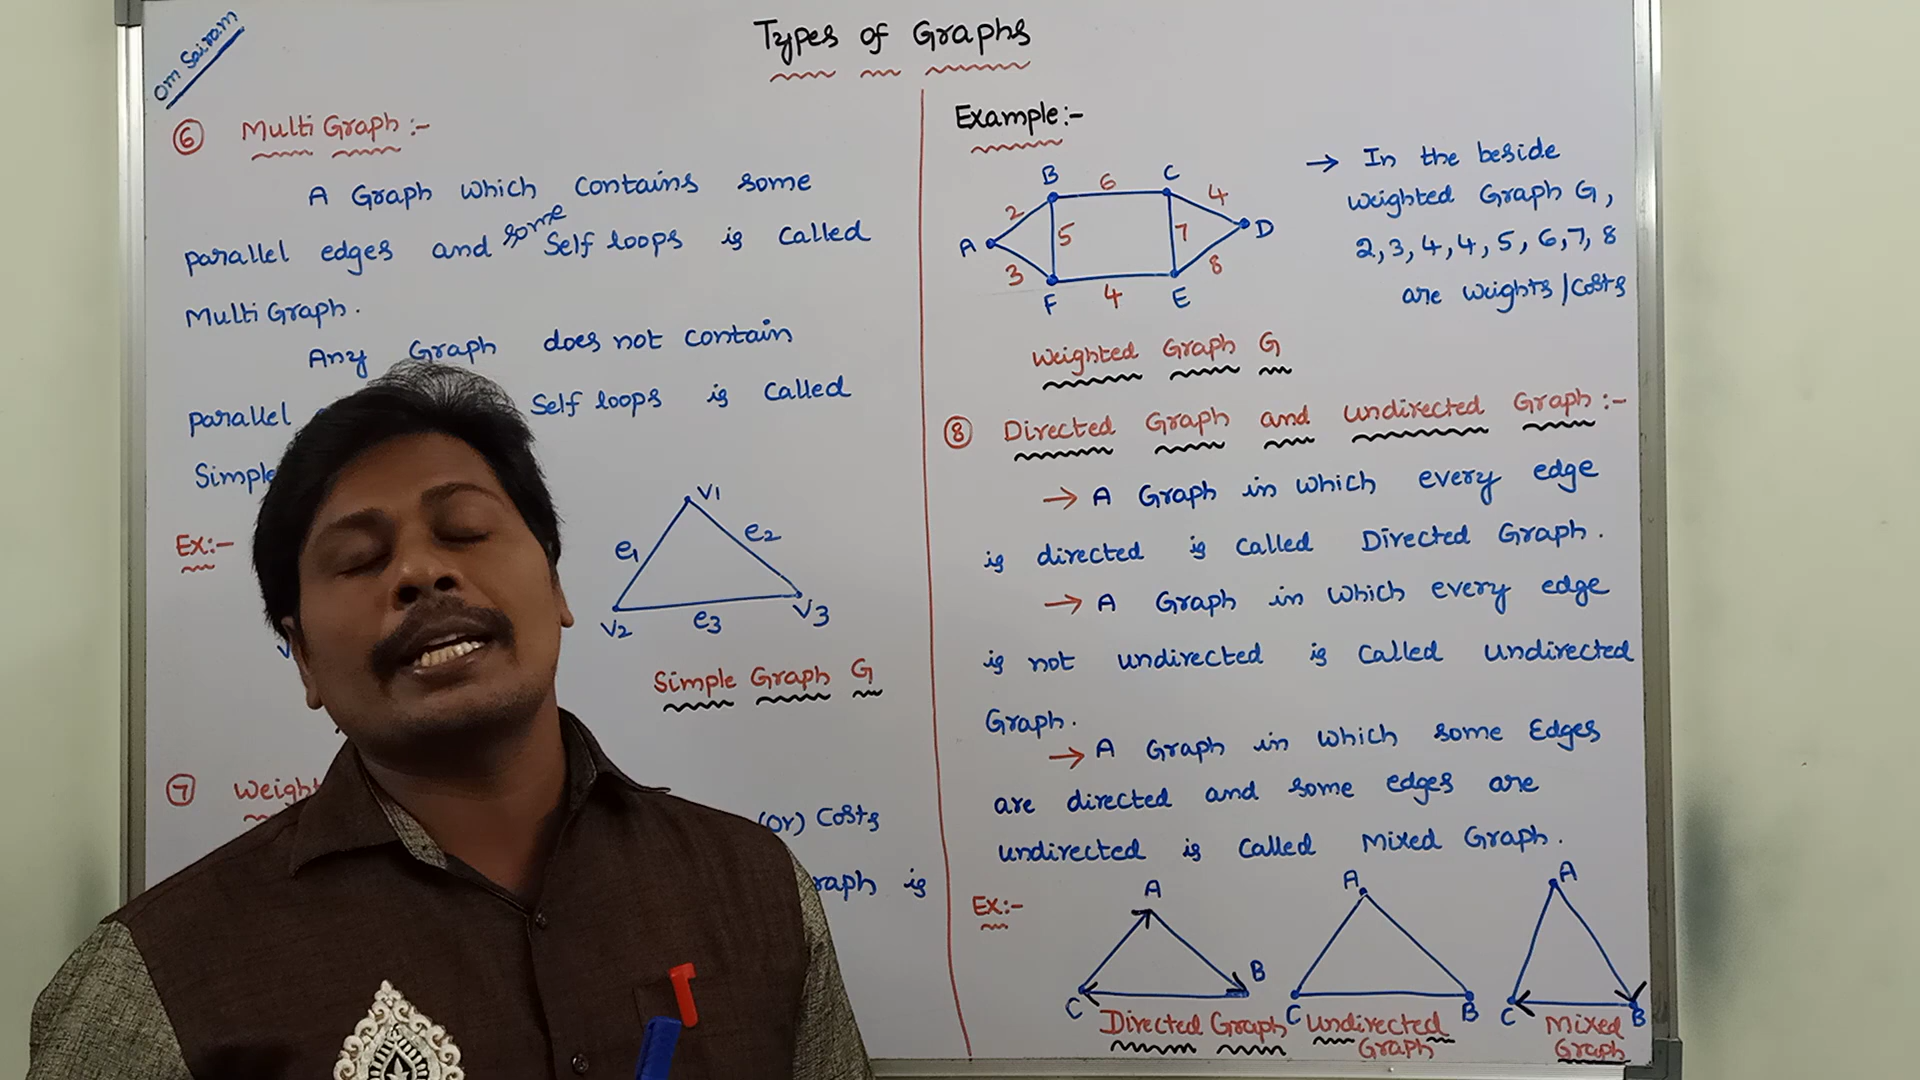 Om Sairam
Types of Graphs
6 Multi Graph :-
A Graph which contains some
parallel edges and some Self loops is called
Multi Graph.
Any Graph does not contain
parallel Self loops is called
Simple
Ex:-
V1
e1 e2
V2 e3 V3
Simple Graph G
7 Weight
(or) Costs
raph is
Example:-
B 6 C
2 4
A 5 7 D
3 8
F 4 E
Weighted Graph G
→ In the beside
weighted Graph G,
2,3,4,4,5,6,7,8
are weights/Costs
8 Directed Graph and undirected Graph :-
→ A Graph in which every edge
is directed is called Directed Graph.
→ A Graph in which every edge
is not undirected is called undirected
Graph.
→ A Graph in which some Edges
are directed and some edges are
undirected is called Mixed Graph.
Ex:-
A
C B
Directed Graph
A
C B
Undirected
Graph
A
C B
Mixed
Graph